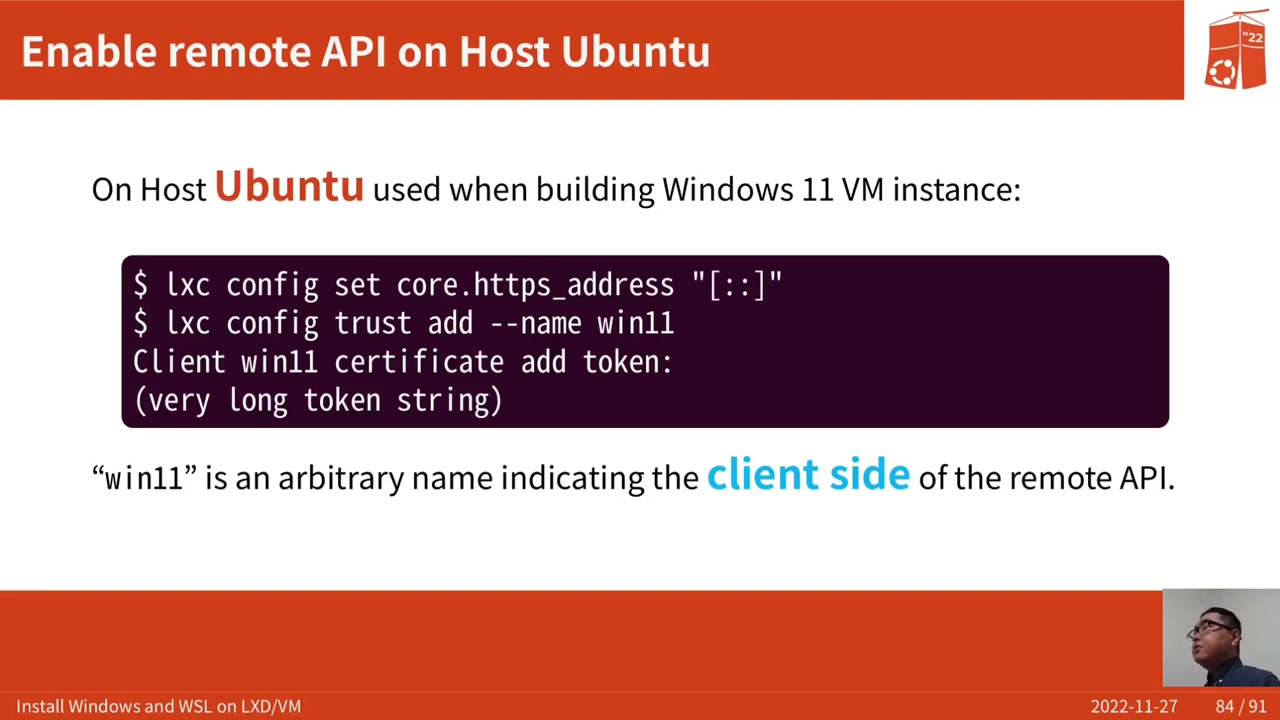 Enable remote API on Host Ubuntu
"22
On Host Ubuntu used when building Windows 11 VM instance:
$ lxc config set core.https_address "[::]"
$ lxc config trust add --name win11
Client win11 certificate add token:
(very long token string)
“win11” is an arbitrary name indicating the client side of the remote API.
Install Windows and WSL on LXD/VM
2022-11-27
84 / 91